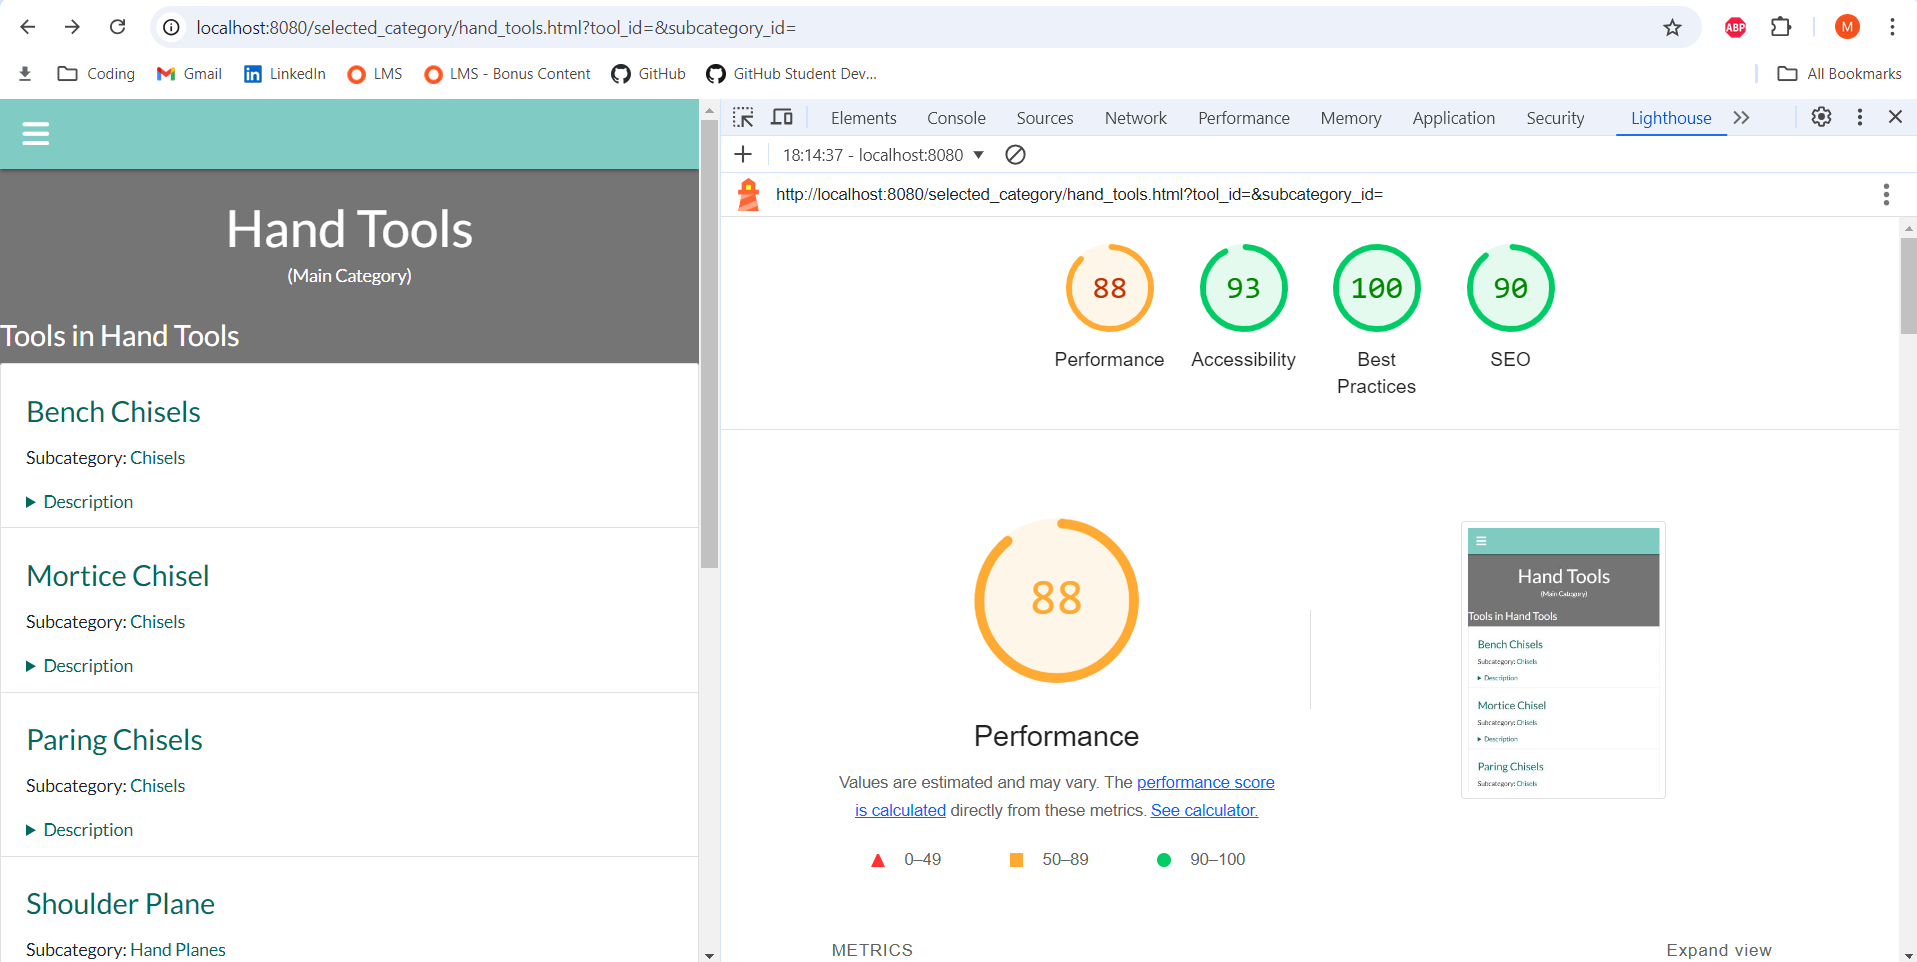 localhost:8080/selected_category/hand_tools.html?tool_id=&subcategory_id=
ABP
M
Coding
Gmail
LinkedIn
LMS
LMS - Bonus Content
GitHub
GitHub Student Dev...
All Bookmarks
Hand Tools
(Main Category)
Tools in Hand Tools
Bench Chisels
Subcategory: Chisels
Description
Mortice Chisel
Subcategory: Chisels
Description
Paring Chisels
Subcategory: Chisels
Description
Shoulder Plane
Subcategory: Hand Planes
Elements Console Sources Network Performance Memory Application Security Lighthouse
18:14:37 - localhost:8080
http://localhost:8080/selected_category/hand_tools.html?tool_id=&subcategory_id=
88 93 100 90
Performance Accessibility Best Practices SEO
88
Performance
Values are estimated and may vary. The performance score
is calculated directly from these metrics. See calculator.
0–49 50–89 90–100
METRICS
Expand view
Hand Tools
(Main Category)
Tools in Hand Tools
Bench Chisels
Subcategory: Chisels
Description
Mortice Chisel
Subcategory: Chisels
Description
Paring Chisels
Subcategory: Chisels